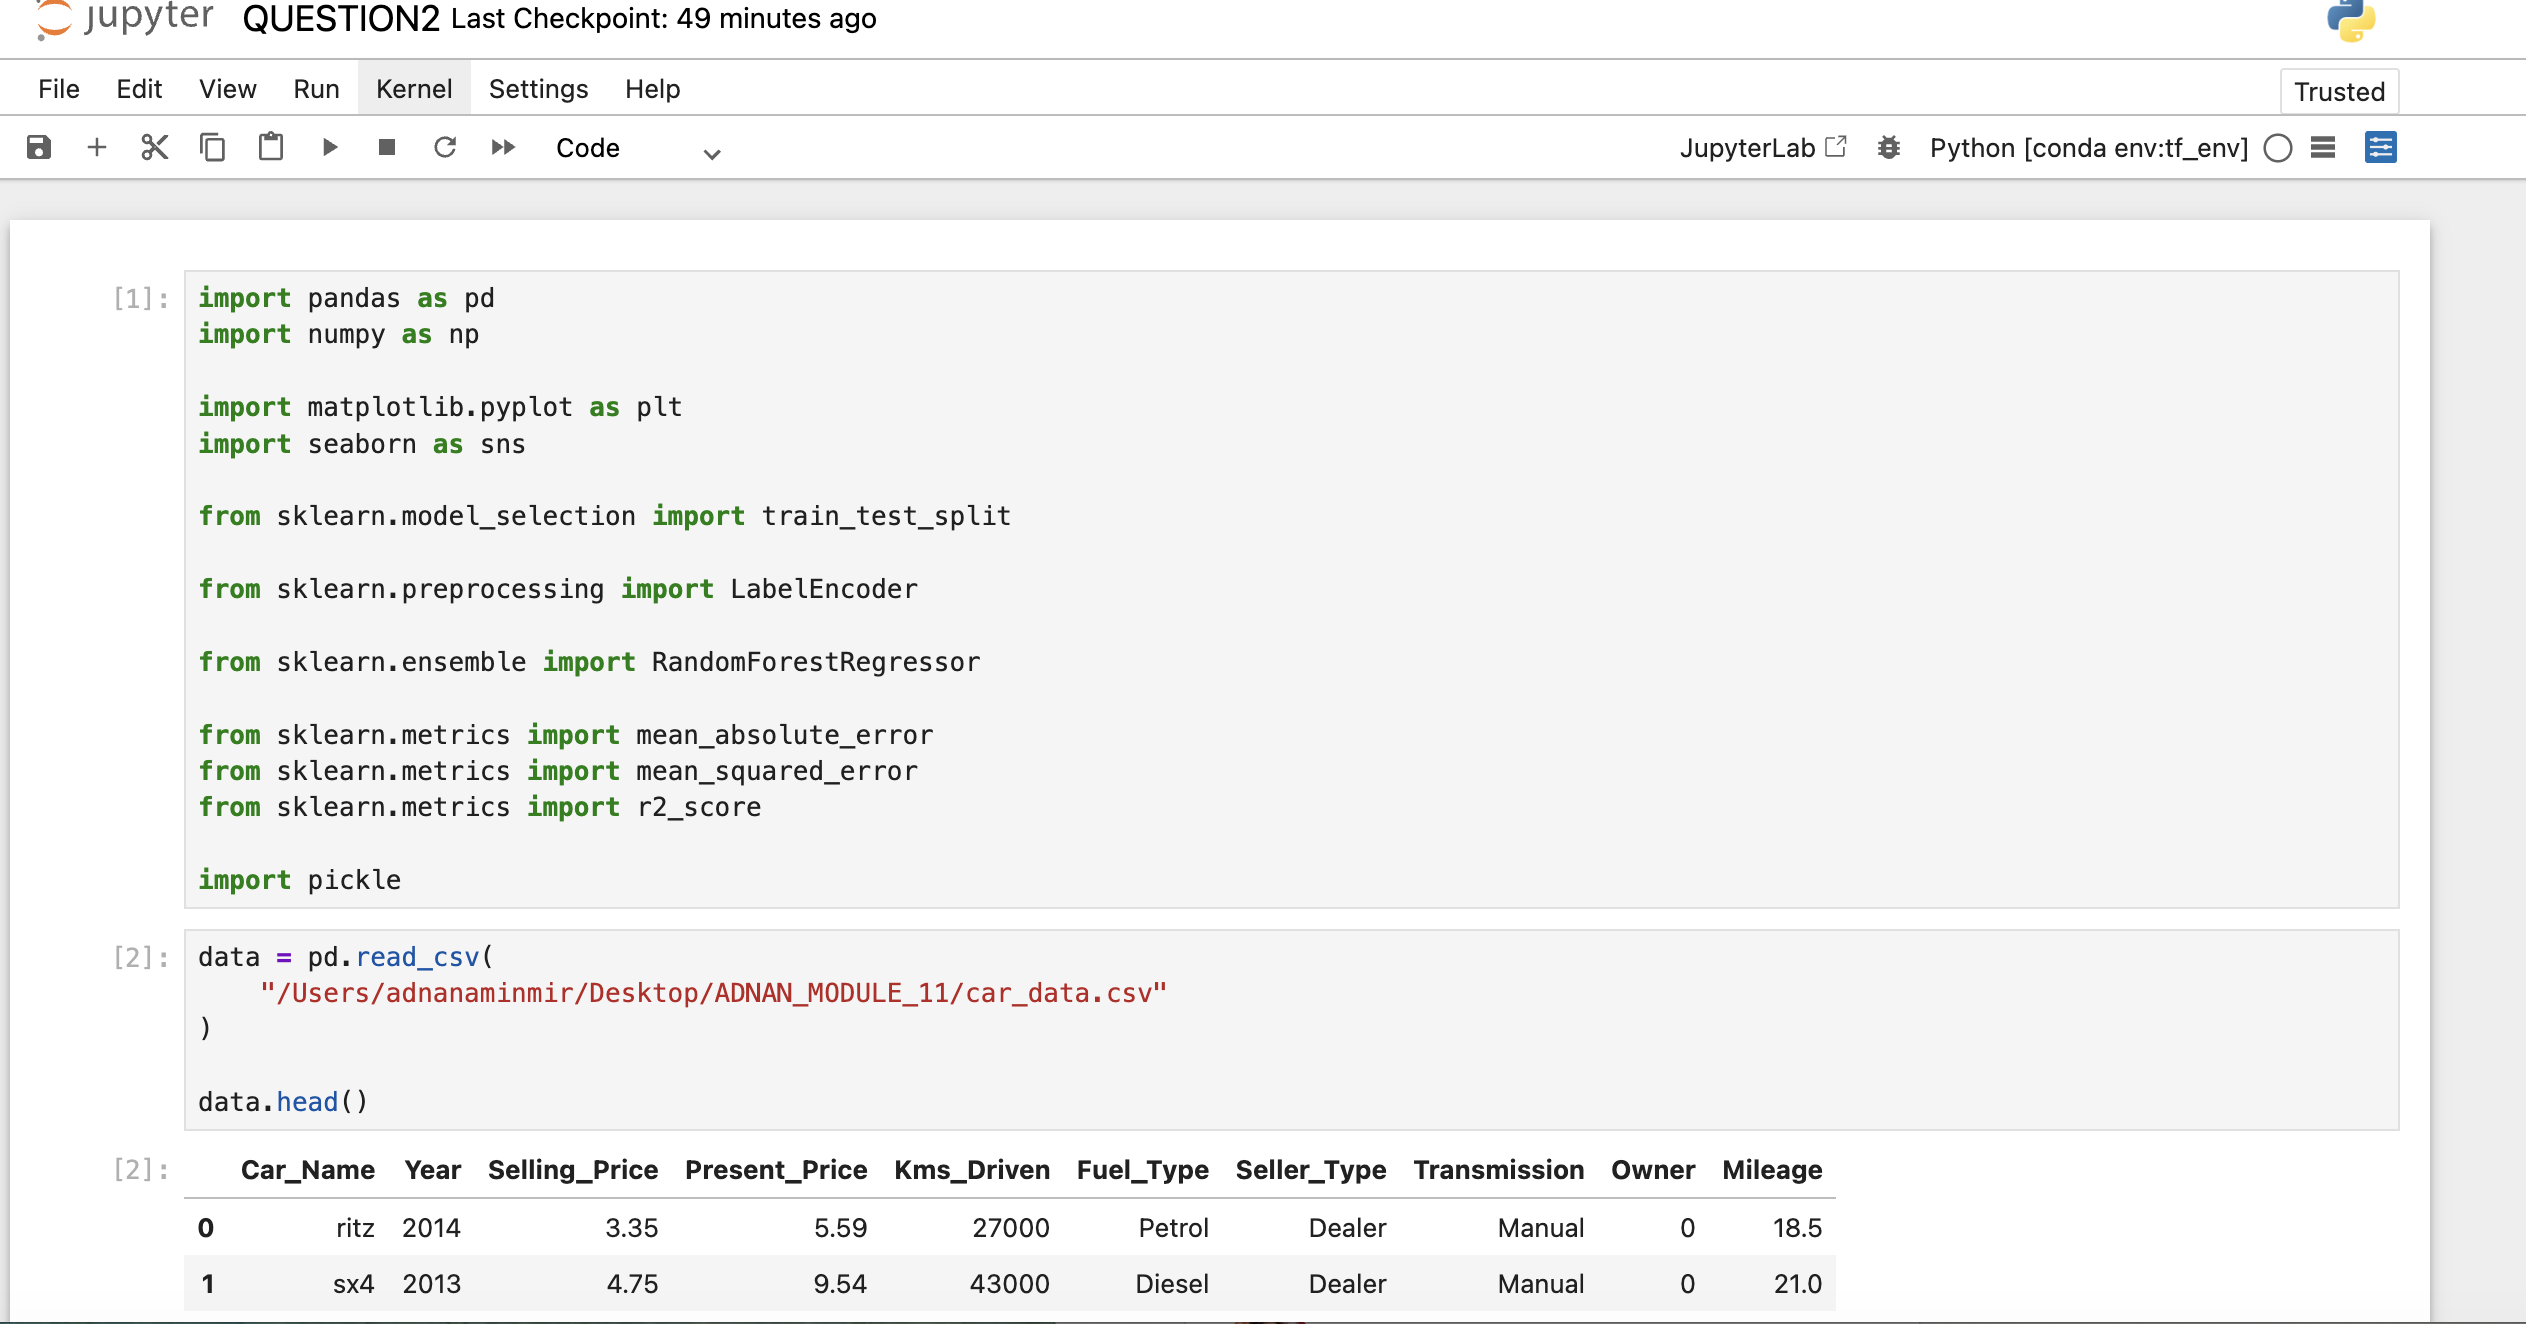 jupyter QUESTION2 Last Checkpoint: 49 minutes ago
File Edit View Run Kernel Settings Help Trusted
Code JupyterLab Python [conda env:tf_env]
[1]: import pandas as pd
import numpy as np
import matplotlib.pyplot as plt
import seaborn as sns
from sklearn.model_selection import train_test_split
from sklearn.preprocessing import LabelEncoder
from sklearn.ensemble import RandomForestRegressor
from sklearn.metrics import mean_absolute_error
from sklearn.metrics import mean_squared_error
from sklearn.metrics import r2_score
import pickle
[2]: data = pd.read_csv(
"/Users/adnanaminmir/Desktop/ADNAN_MODULE_11/car_data.csv"
)
data.head()
[2]: Car_Name Year Selling_Price Present_Price Kms_Driven Fuel_Type Seller_Type Transmission Owner Mileage
0 ritz 2014 3.35 5.59 27000 Petrol Dealer Manual 0 18.5
1 sx4 2013 4.75 9.54 43000 Diesel Dealer Manual 0 21.0